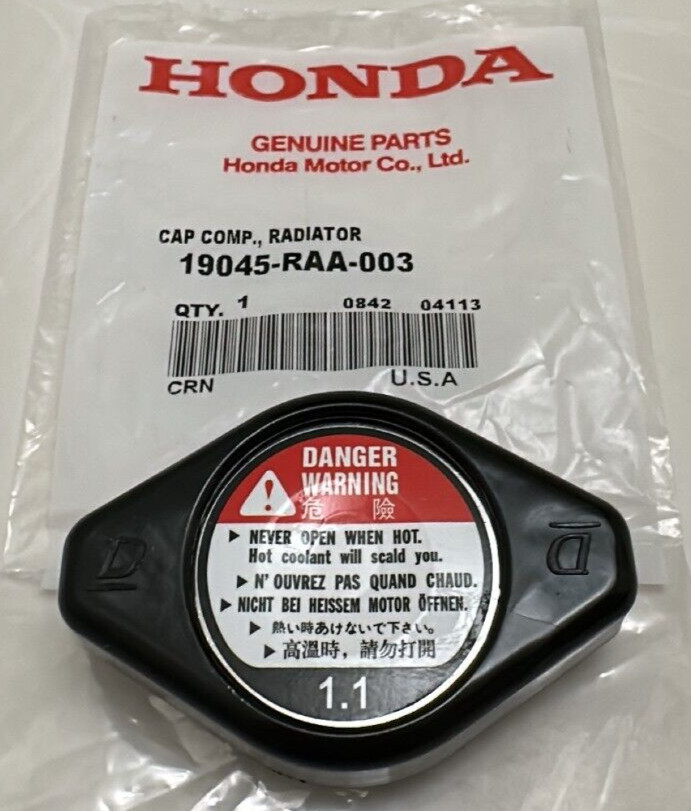 HONDA
GENUINE PARTS
Honda Motor Co., Ltd.
CAP COMP., RADIATOR
19045-RAA-003
QTY. 1 0842 04113
CRN U.S.A
DANGER
WARNING
危 險
▶ NEVER OPEN WHEN HOT.
Hot coolant will scald you.
▶ N'OUVREZ PAS QUAND CHAUD.
▶ NICHT BEI HEISSEM MOTOR ÖFFNEN.
▶ 熱い時あけないで下さい。
▶ 高溫時，請勿打開
D D
1.1